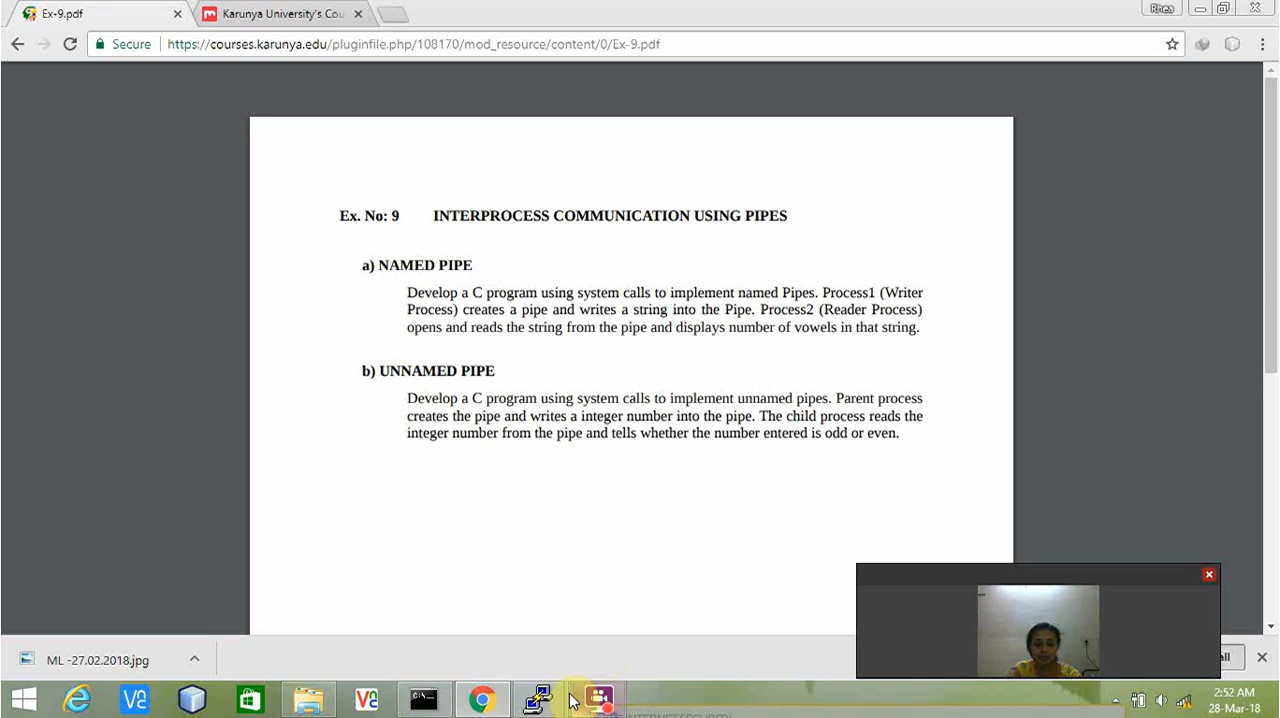 Ex-9.pdf
Karunya University's Cou
Rhea
Secure
https://courses.karunya.edu/pluginfile.php/108170/mod_resource/content/0/Ex-9.pdf
Ex. No: 9 INTERPROCESS COMMUNICATION USING PIPES
a) NAMED PIPE
Develop a C program using system calls to implement named Pipes. Process1 (Writer
Process) creates a pipe and writes a string into the Pipe. Process2 (Reader Process)
opens and reads the string from the pipe and displays number of vowels in that string.
b) UNNAMED PIPE
Develop a C program using system calls to implement unnamed pipes. Parent process
creates the pipe and writes a integer number into the pipe. The child process reads the
integer number from the pipe and tells whether the number entered is odd or even.
ML -27.02.2018.jpg
all
2:52 AM
28-Mar-18